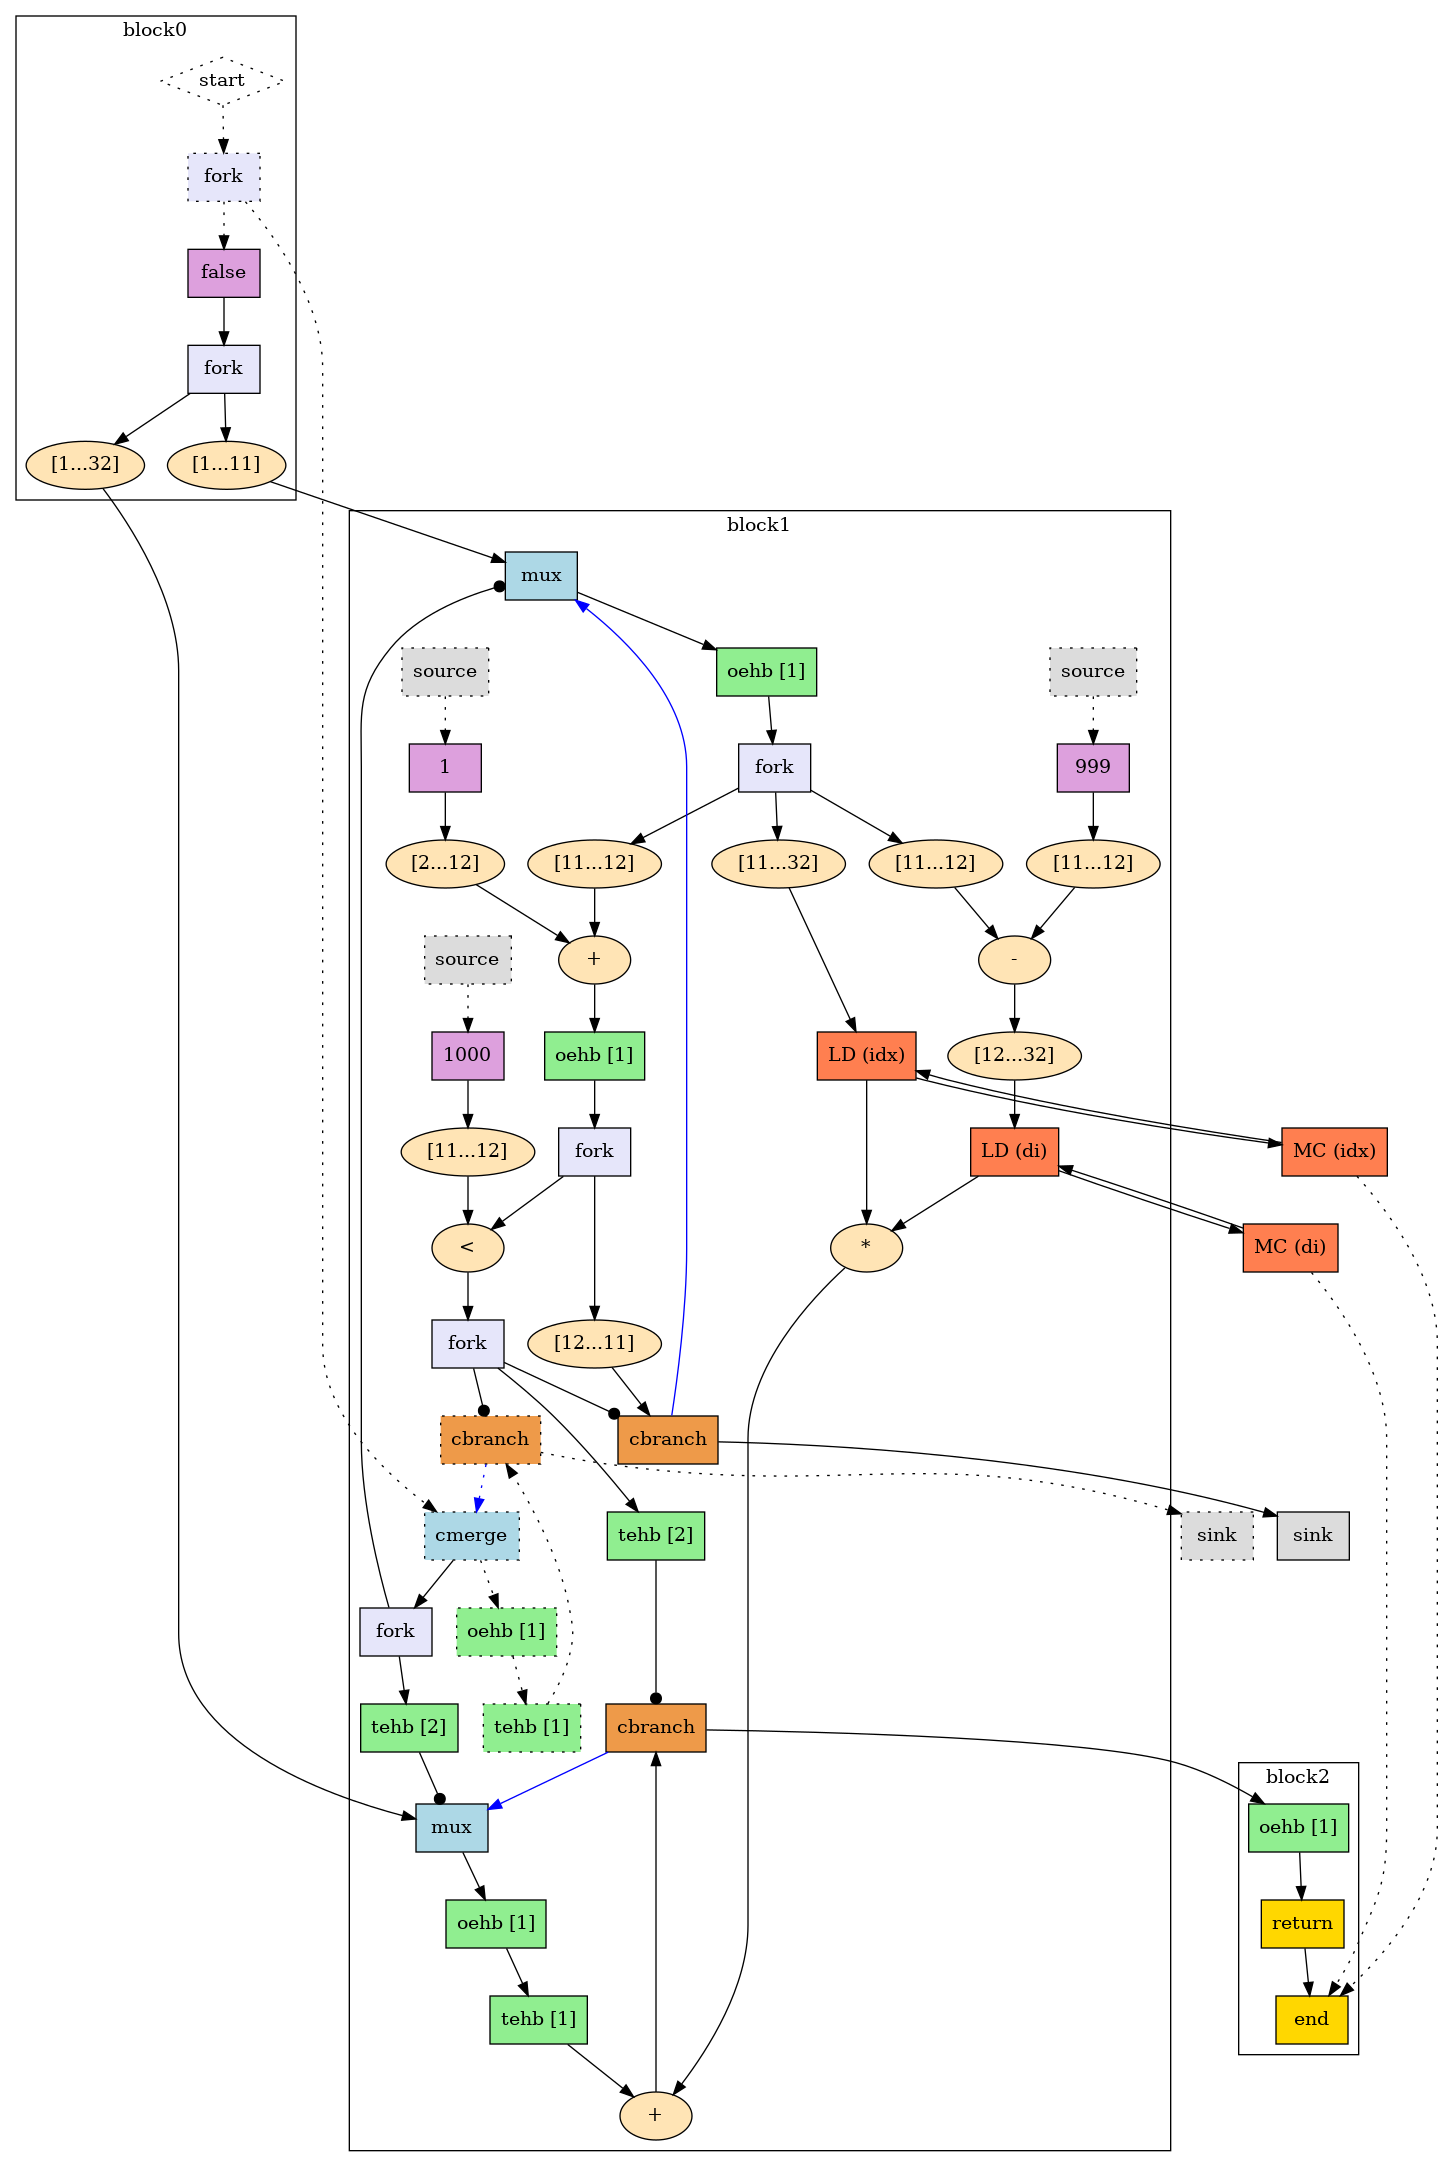 block0
start
fork
false
fork
[1...32] [1...11]
block1
mux
source oehb [1] source
1 fork 999
[2...12] [11...12] [11...32] [11...12] [11...12]
source + -
1000 oehb [1] LD (idx) [12...32]
[11...12] fork LD (di) MC (idx)
< * MC (di)
fork [12...11]
cbranch cbranch
cmerge tehb [2] sink sink
fork oehb [1]
tehb [2] tehb [1] cbranch
block2
mux oehb [1]
oehb [1] return
tehb [1] end
+